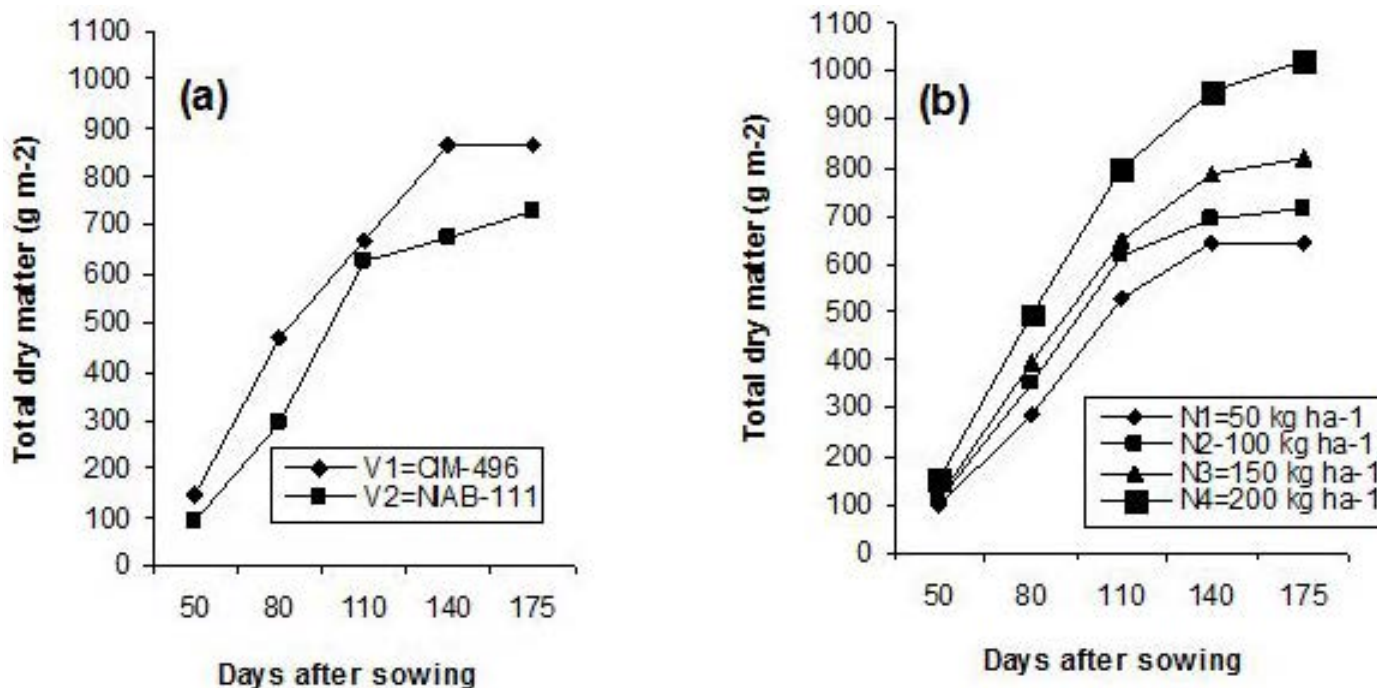 (a)
Total dry matter (g m-2)
1100
1000
900
800
700
600
500
400
300
200
100
0
V1=CIM-496
V2=NIAB-111
50 80 110 140 175
Days after sowing
(b)
Total dry matter (g m-2)
1100
1000
900
800
700
600
500
400
300
200
100
0
N1=50 kg ha-1
N2-100 kg ha-1
N3=150 kg ha-1
N4=200 kg ha-1
50 80 110 140 175
Days after sowing